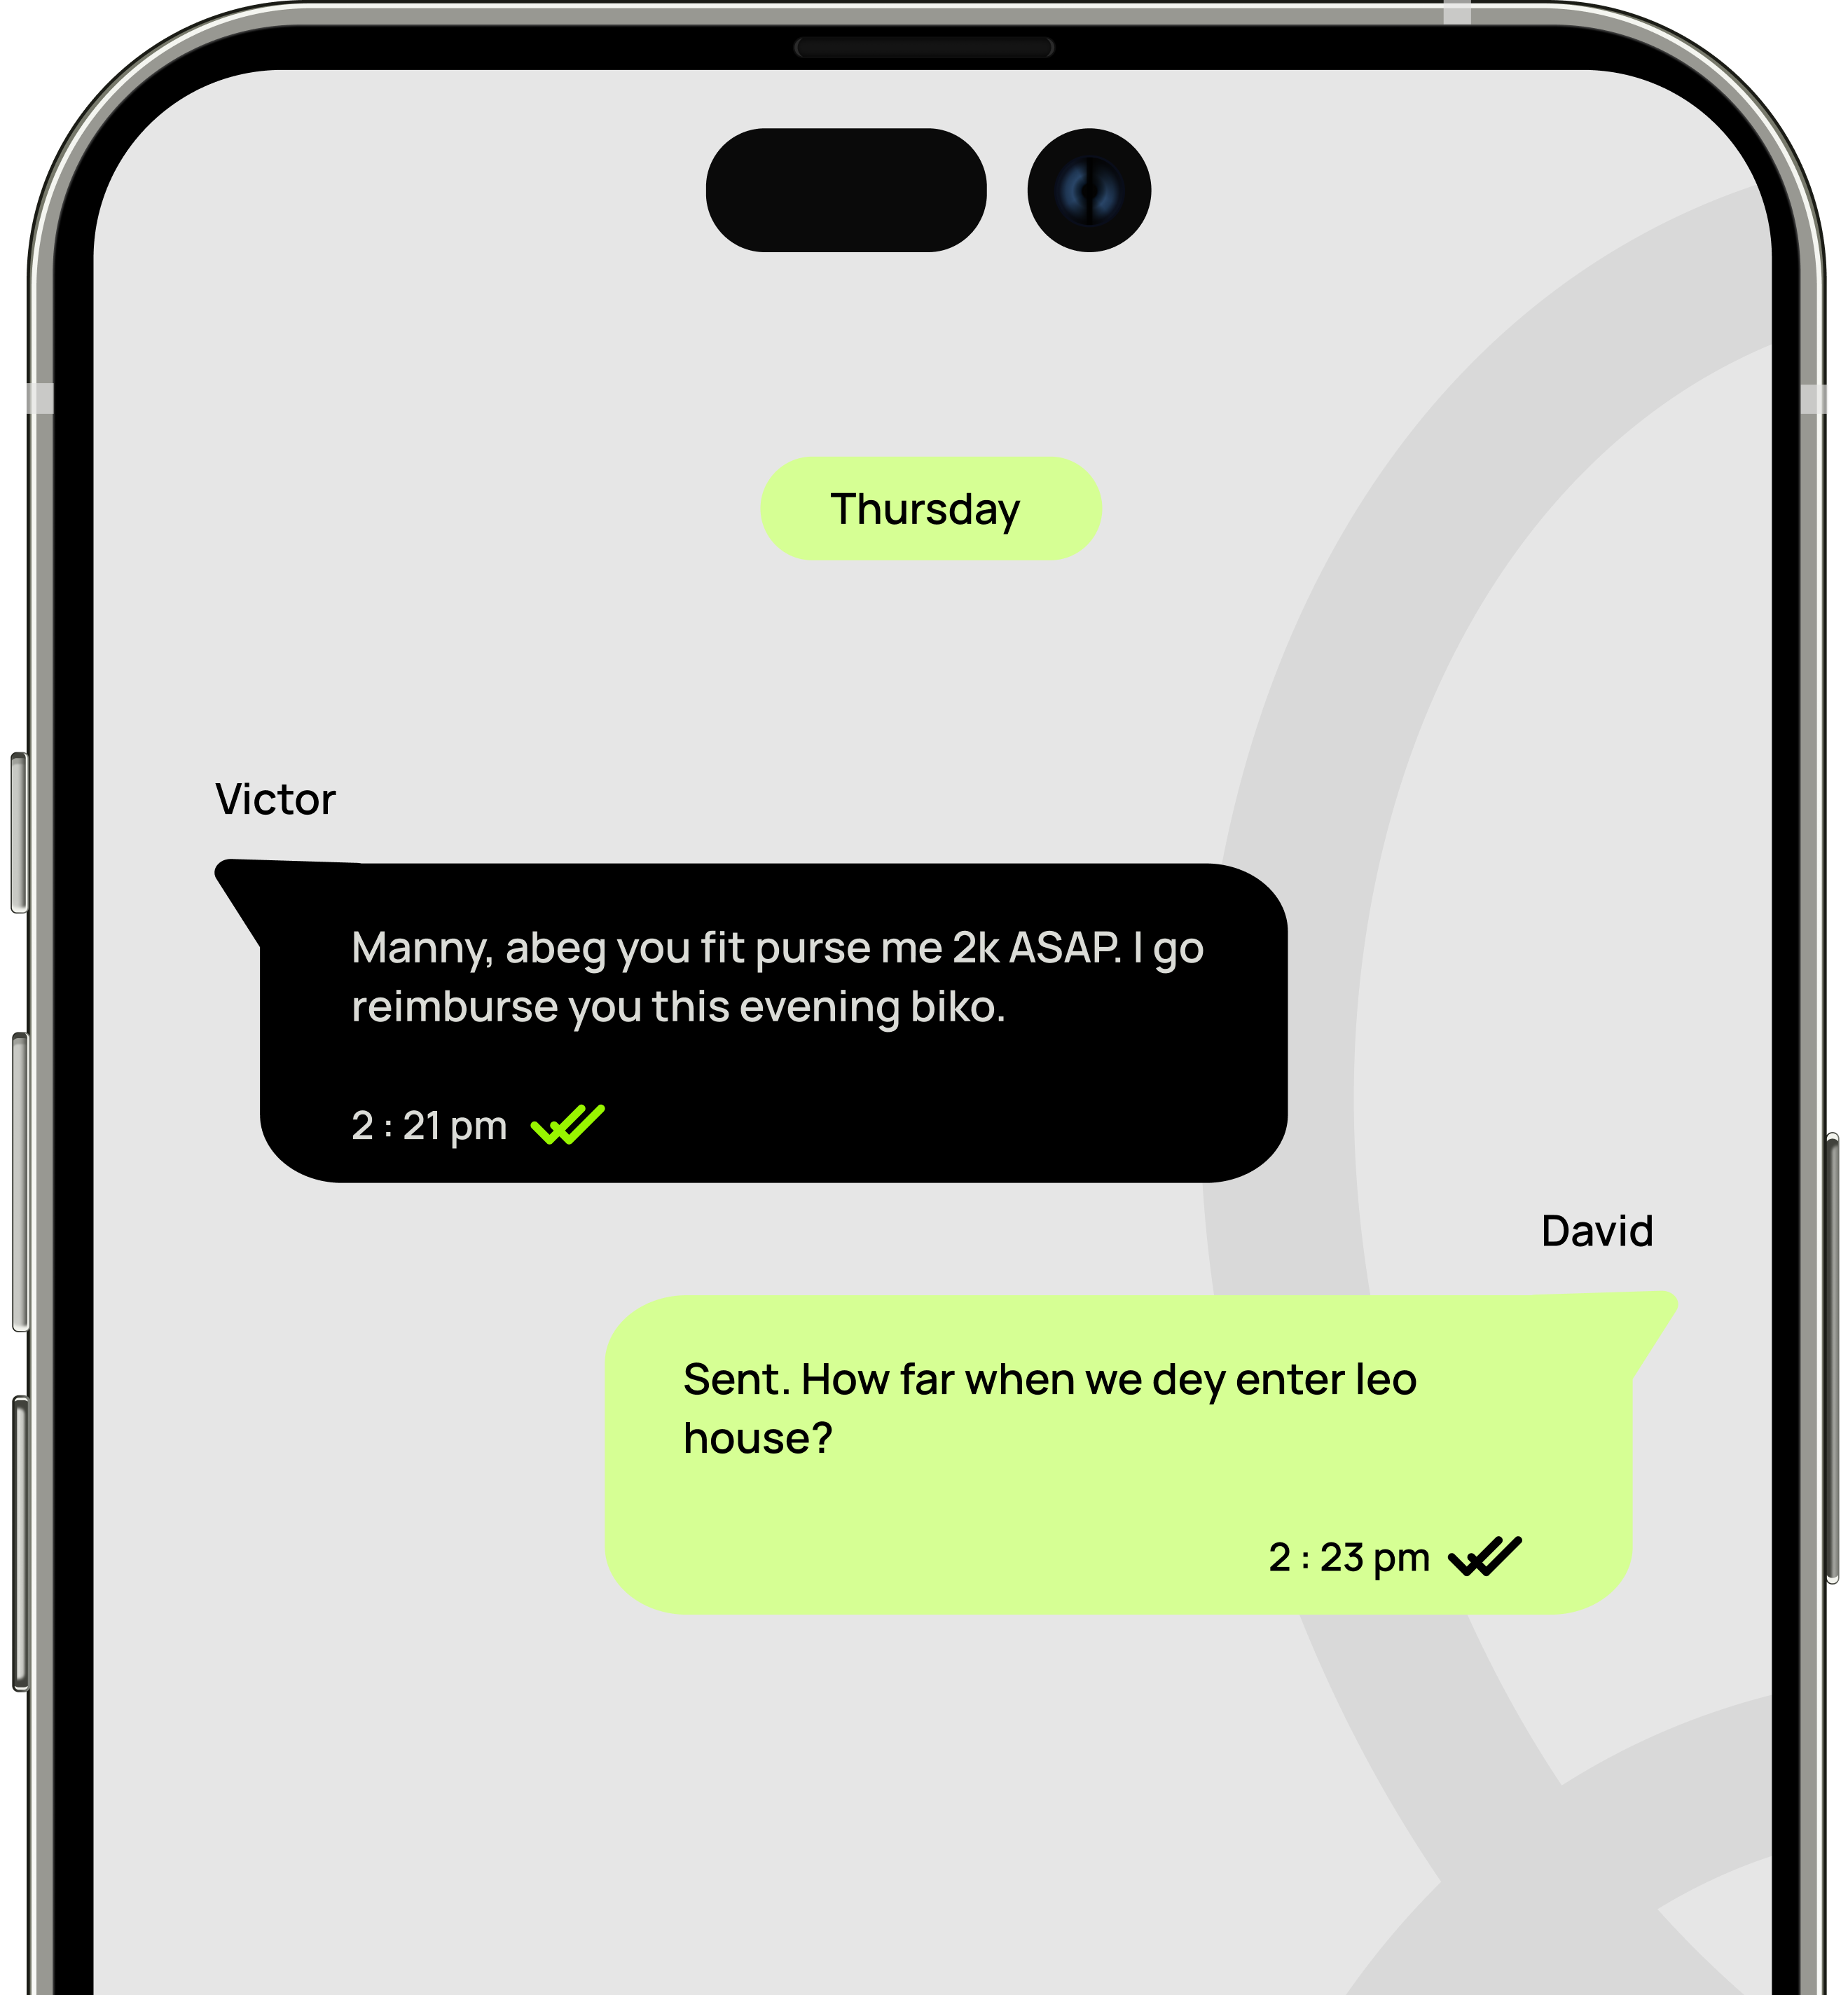 Thursday
Victor
Manny, abeg you fit purse me 2k ASAP. I go
reimburse you this evening biko.
2 : 21 pm
David
Sent. How far when we dey enter leo
house?
2 : 23 pm